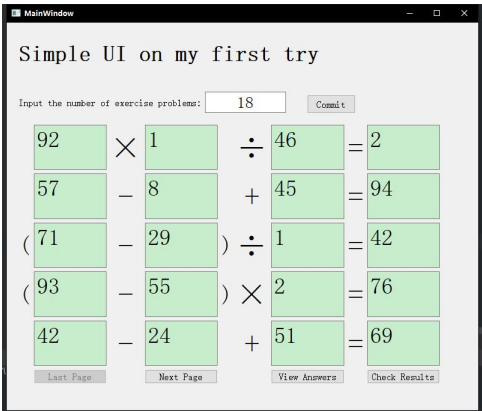 MainWindow
Simple UI on my first try
Input the number of exercise problems: 18 Commit
92 × 1 ÷ 46 = 2
57 − 8 + 45 = 94
( 71 − 29 ) ÷ 1 = 42
( 93 − 55 ) × 2 = 76
42 − 24 + 51 = 69
Last Page Next Page View Answers Check Results